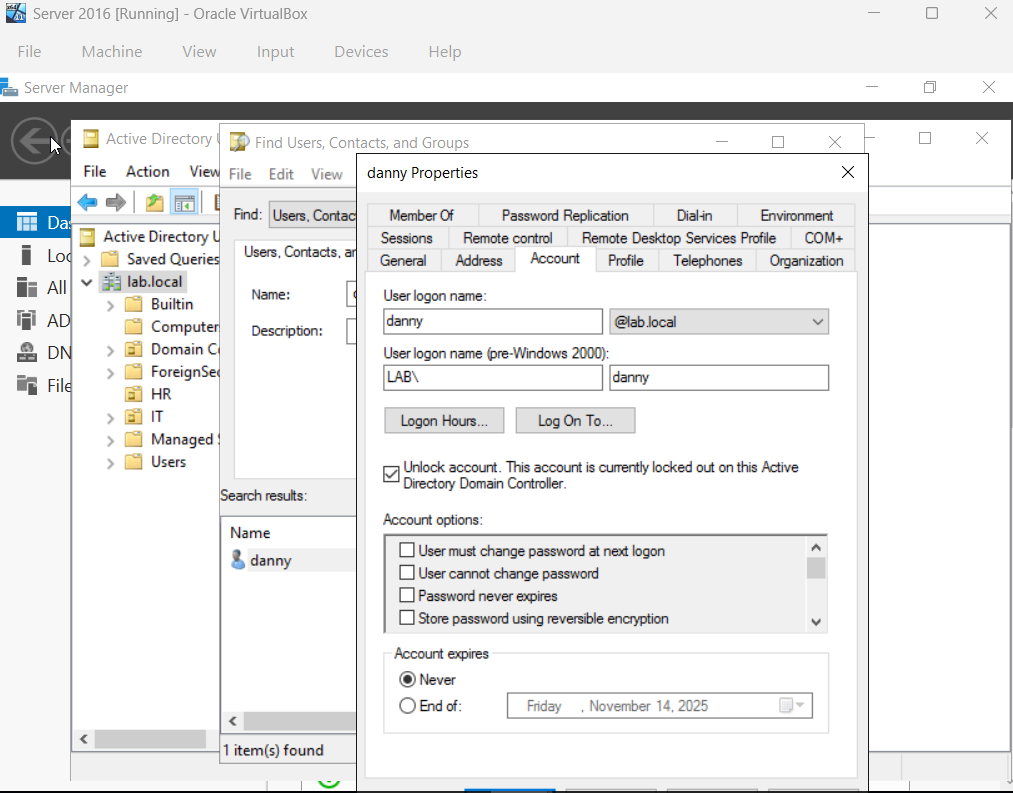 Server 2016 [Running] - Oracle VirtualBox
File Machine View Input Devices Help
Server Manager
Active Directory U
File Action View
Find Users, Contacts, and Groups
File Edit View
danny Properties
Das
Loc
All
AD
DN
File
Active Directory U
Saved Queries
lab.local
Builtin
Computer
Domain Co
ForeignSec
HR
IT
Managed S
Users
Find: Users, Contac
Users, Contacts, an
Name:
Description:
Search results:
Name
danny
1 item(s) found
Member Of Password Replication Dial-in Environment
Sessions Remote control Remote Desktop Services Profile COM+
General Address Account Profile Telephones Organization
User logon name:
danny @lab.local
User logon name (pre-Windows 2000):
LAB\ danny
Logon Hours... Log On To...
Unlock account. This account is currently locked out on this Active
Directory Domain Controller.
Account options:
User must change password at next logon
User cannot change password
Password never expires
Store password using reversible encryption
Account expires
Never
End of: Friday , November 14, 2025